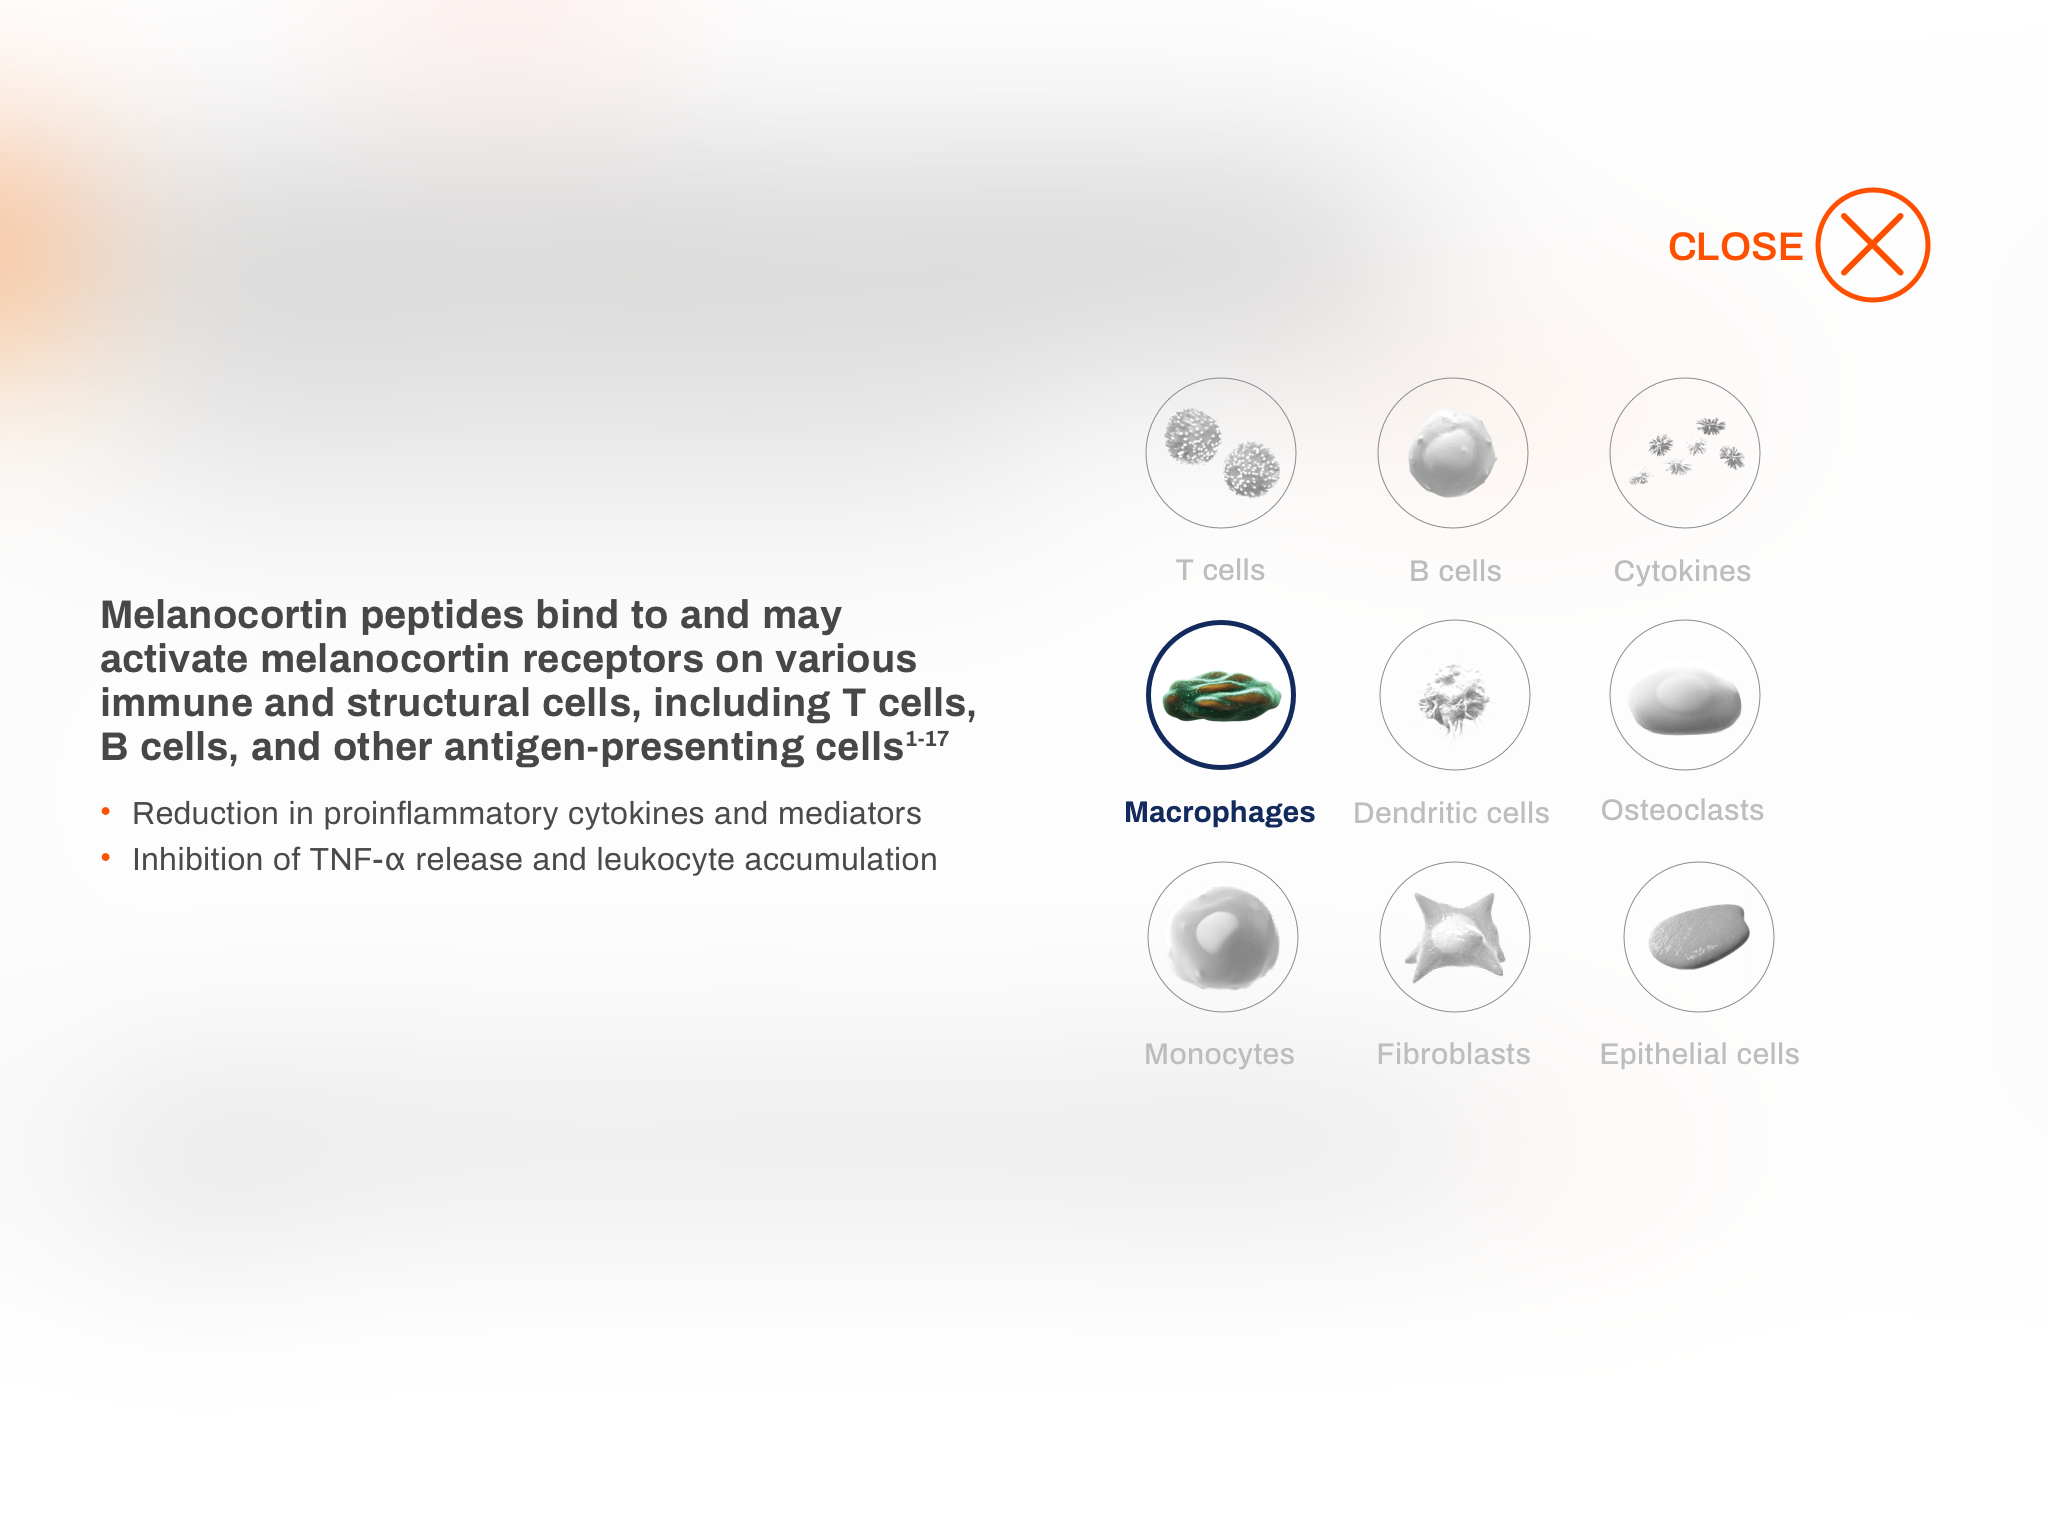 CLOSE
Melanocortin peptides bind to and may
activate melanocortin receptors on various
immune and structural cells, including T cells,
B cells, and other antigen-presenting cells1-17
• Reduction in proinflammatory cytokines and mediators
• Inhibition of TNF-α release and leukocyte accumulation
T cells
B cells
Cytokines
Macrophages
Dendritic cells
Osteoclasts
Monocytes
Fibroblasts
Epithelial cells